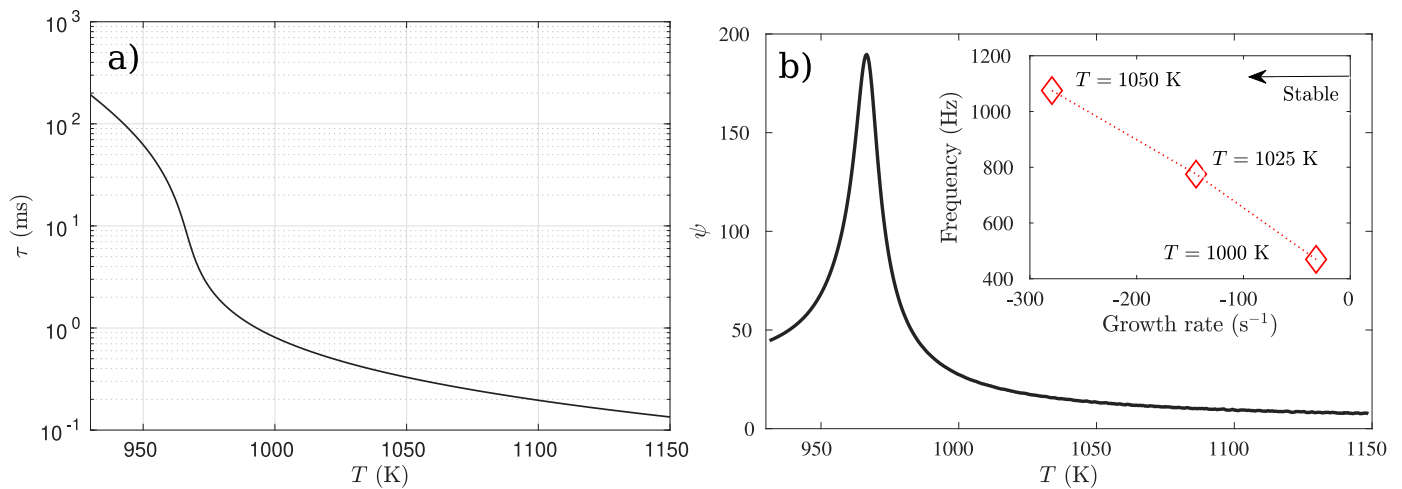 a)
10^3
10^2
10^1
10^0
10^-1
τ (ms)
950 1000 1050 1100 1150
T (K)
b)
200
150
100
50
0
ψ
950 1000 1050 1100 1150
T (K)
1200
1000
800
600
400
Frequency (Hz)
T = 1050 K
Stable
T = 1025 K
T = 1000 K
-300 -200 -100 0
Growth rate (s⁻¹)